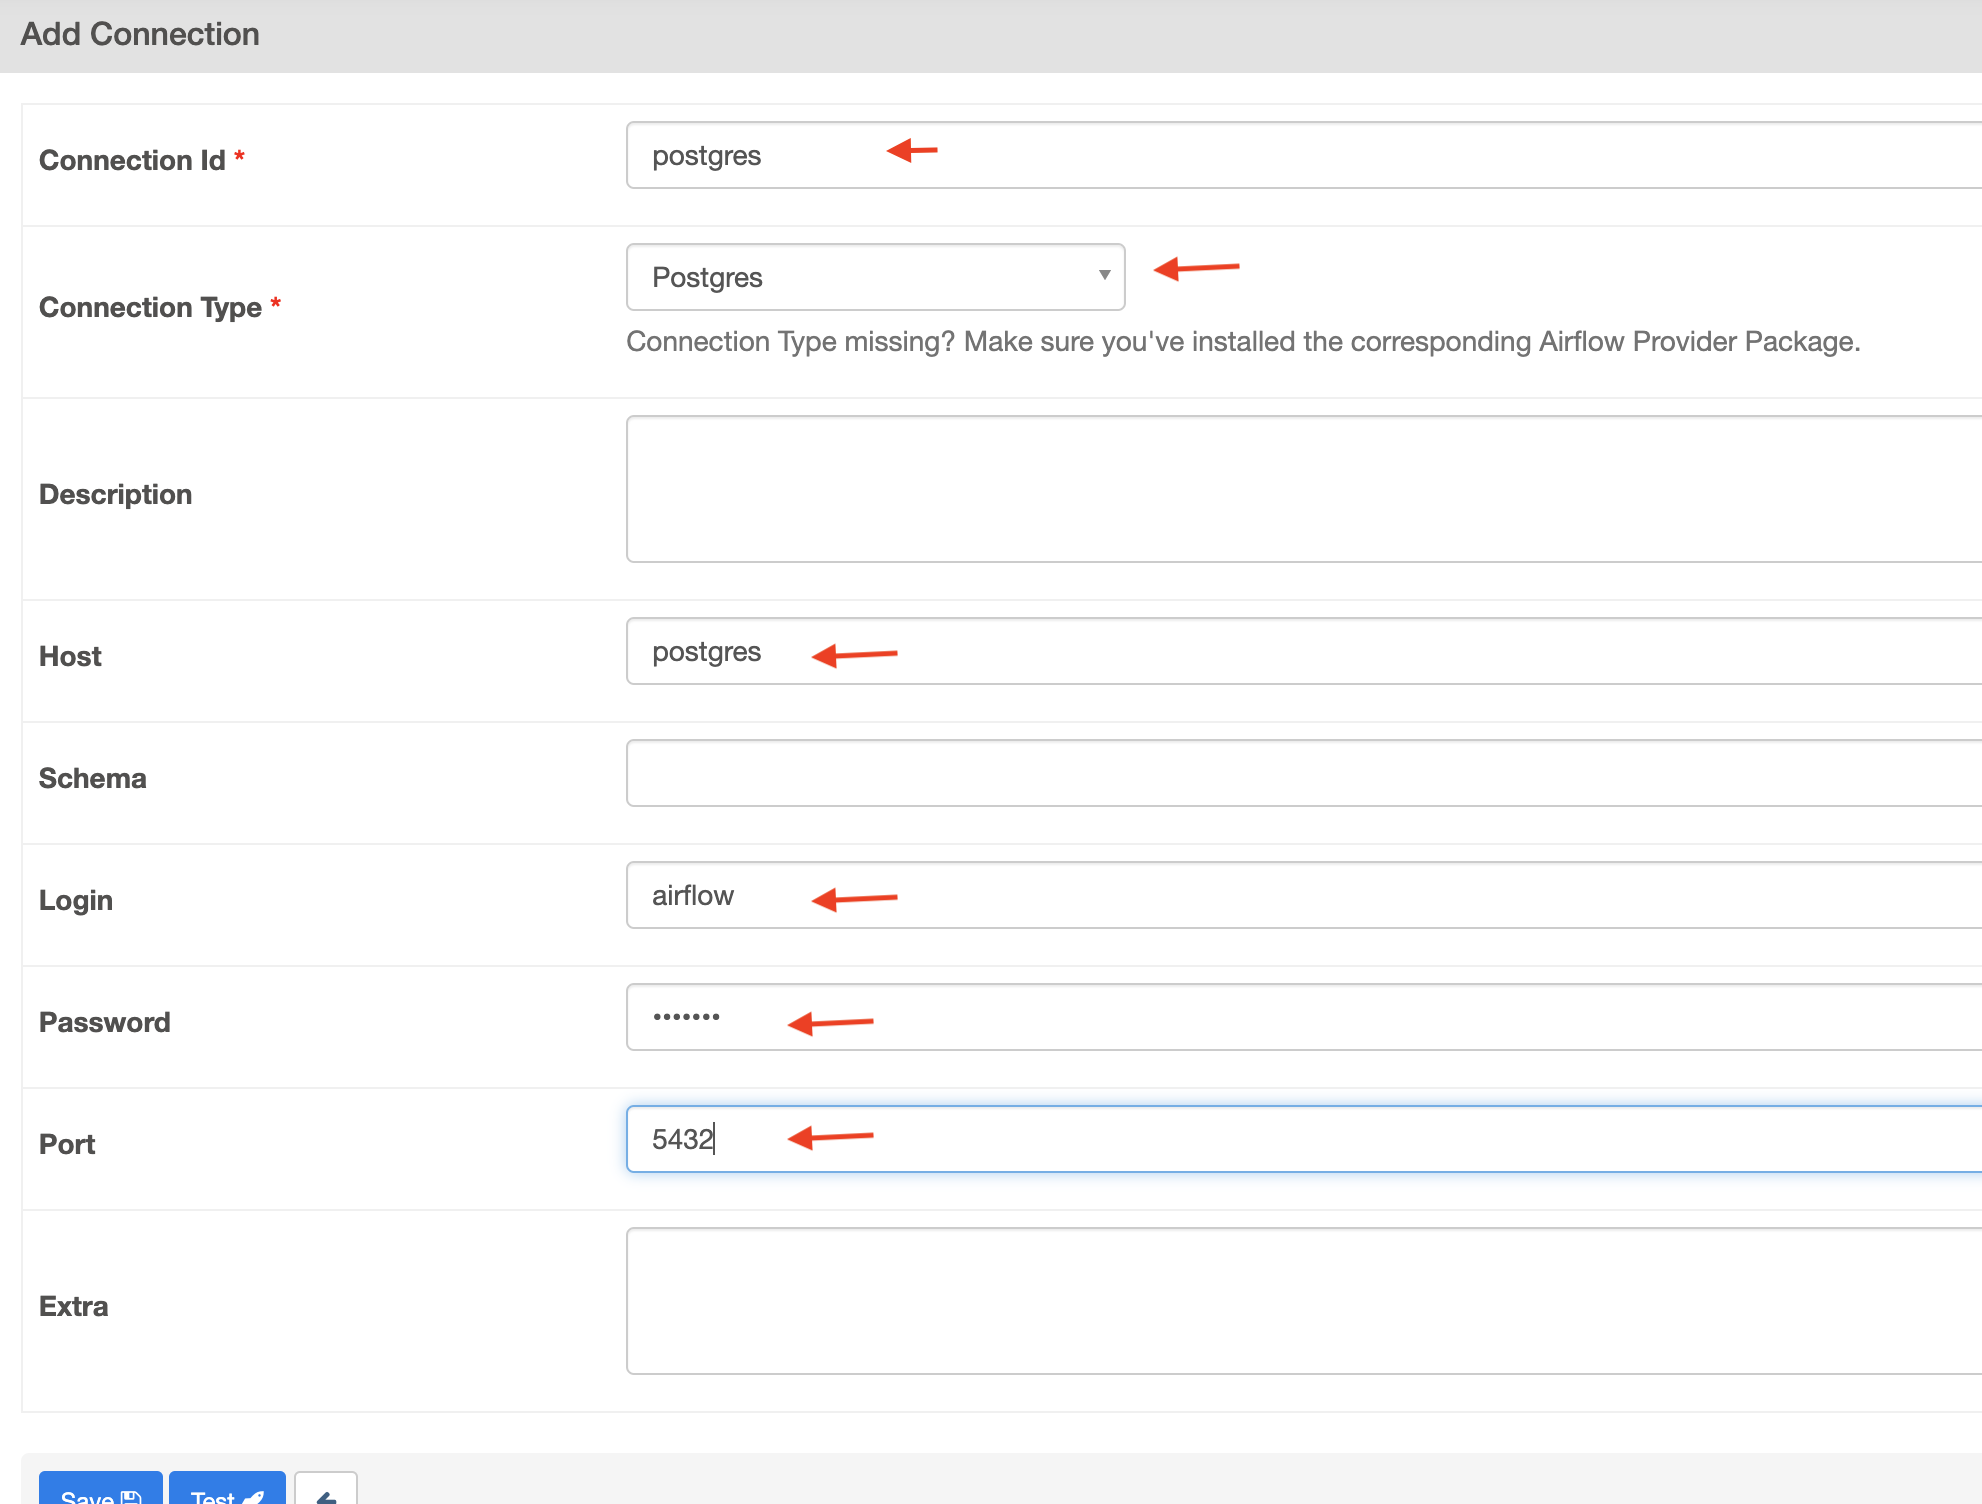 Add Connection
Connection Id *
postgres
Connection Type *
Postgres
Connection Type missing? Make sure you've installed the corresponding Airflow Provider Package.
Description
Host
postgres
Schema
Login
airflow
Password
•••••••
Port
5432
Extra
Save
Test